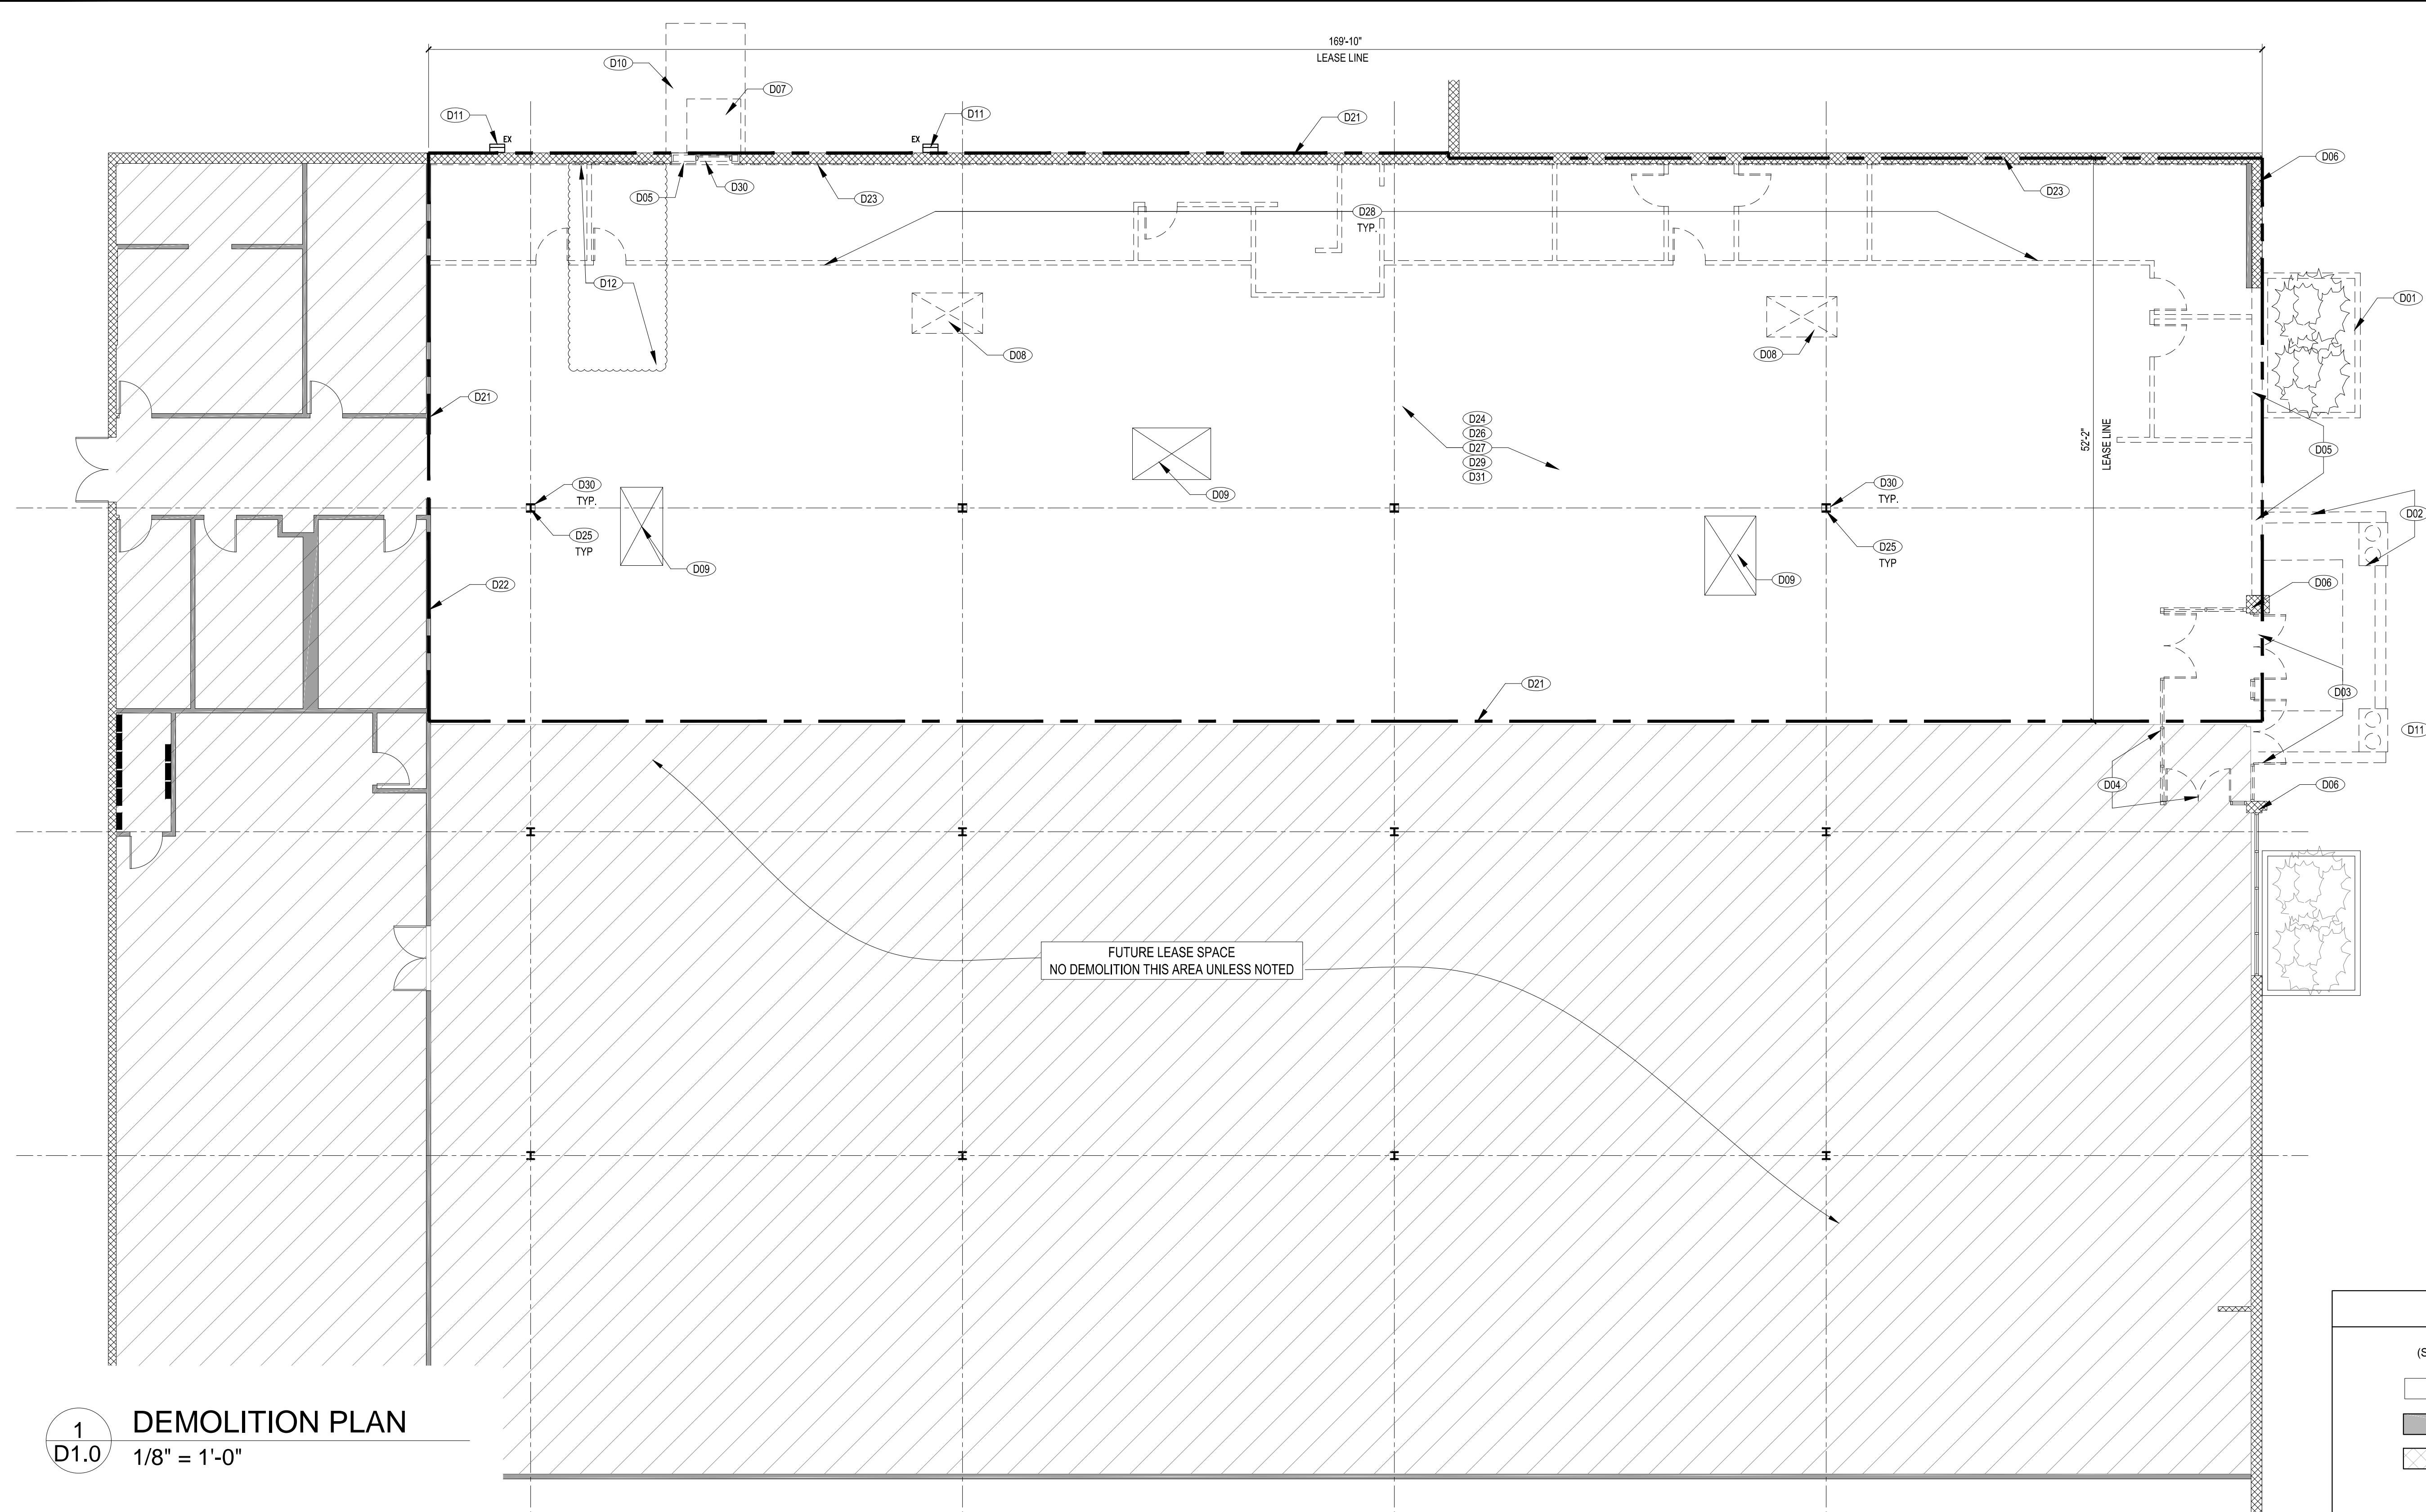 169'-10"
LEASE LINE
D10
D07
D11
EX
EX
D11
D21
D06
D05
D30
D23
D23
D28
TYP.
D12
D01
D08
D08
D21
D24
D26
D27
D29
D31
52'-2"
LEASE LINE
D05
D30
TYP.
D09
D30
TYP.
D02
D25
TYP
D25
TYP
D09
D09
D22
D06
D21
D03
D11
D04
D06
FUTURE LEASE SPACE
NO DEMOLITION THIS AREA UNLESS NOTED
(S
1
D1.0
DEMOLITION PLAN
1/8" = 1'-0"